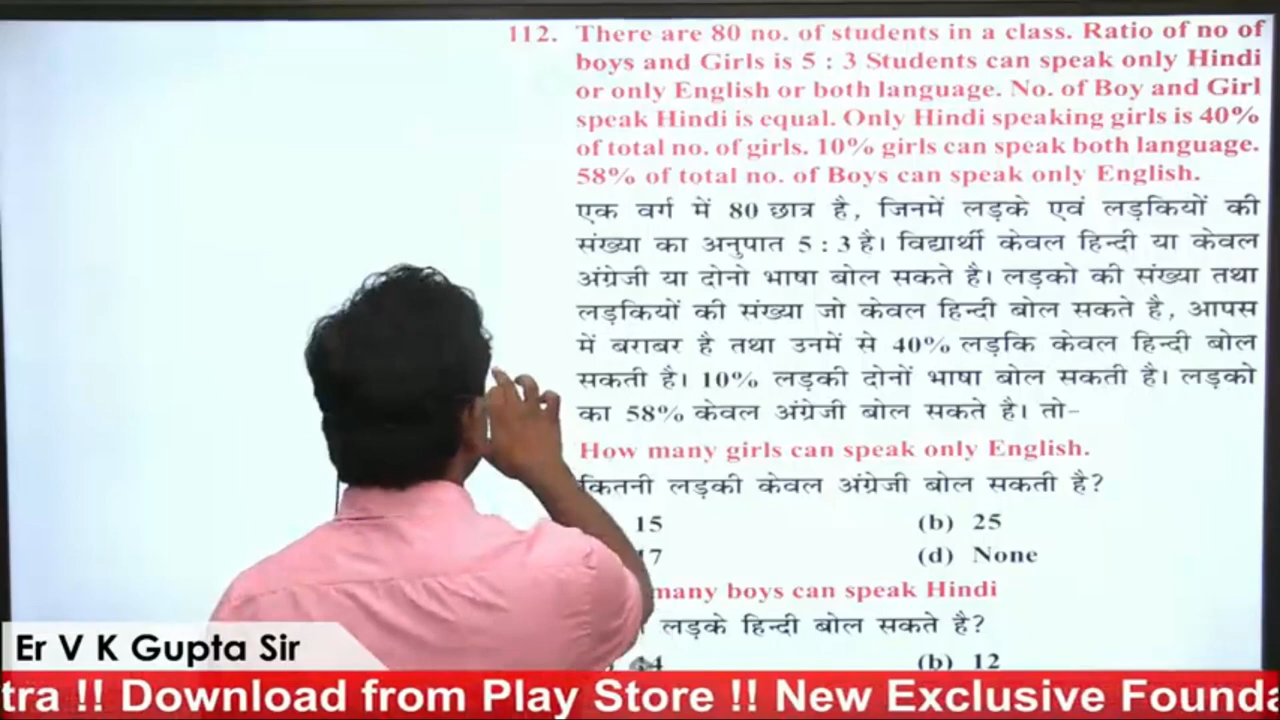 112. There are 80 no. of students in a class. Ratio of no of
boys and Girls is 5 : 3 Students can speak only Hindi
or only English or both language. No. of Boy and Girl
speak Hindi is equal. Only Hindi speaking girls is 40%
of total no. of girls. 10% girls can speak both language.
58% of total no. of Boys can speak only English.
एक वर्ग में 80 छात्र है, जिनमें लड़के एवं लड़कियों की
संख्या का अनुपात 5 : 3 है। विद्यार्थी केवल हिन्दी या केवल
अंग्रेजी या दोनो भाषा बोल सकते है। लड़को की संख्या तथा
लड़कियों की संख्या जो केवल हिन्दी बोल सकते है, आपस
में बराबर है तथा उनमें से 40% लड़कि केवल हिन्दी बोल
सकती है। 10% लड़की दोनों भाषा बोल सकती है। लड़को
का 58% केवल अंग्रेजी बोल सकते है। तो-
How many girls can speak only English.
कितनी लड़की केवल अंग्रेजी बोल सकती है?
15 (b) 25
17 (d) None
many boys can speak Hindi
लड़के हिन्दी बोल सकते है?
(b) 12
Er V K Gupta Sir
tra !! Download from Play Store !! New Exclusive Founda